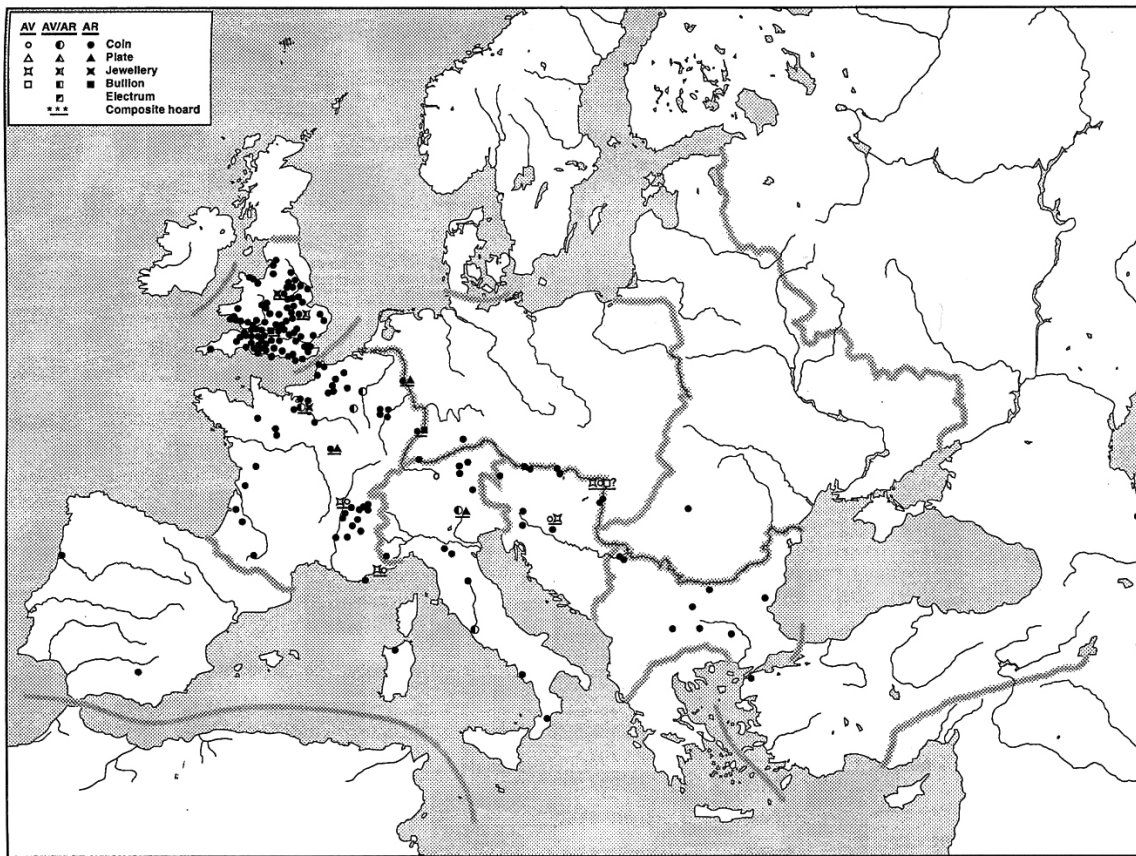 AV AV/AR AR
Coin
Plate
Jewellery
Bullion
Electrum
*** Composite hoard
?